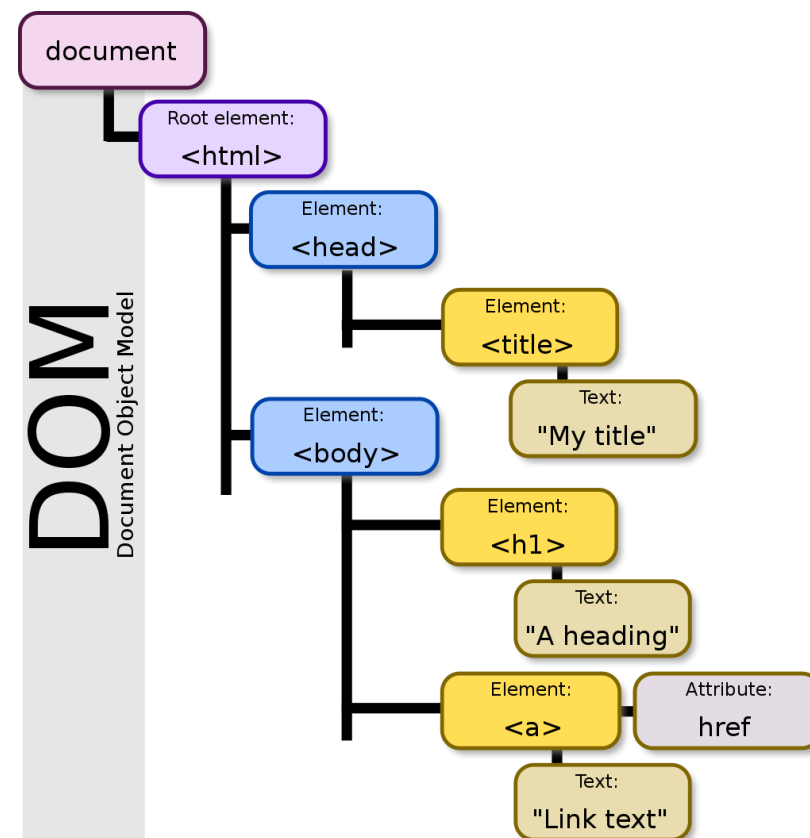 document
Root element:
<html>
Element:
<head>
Element:
<title>
Text:
"My title"
DOM
Document Object Model
Element:
<body>
Element:
<h1>
Text:
"A heading"
Element:
<a>
Attribute:
href
Text:
"Link text"